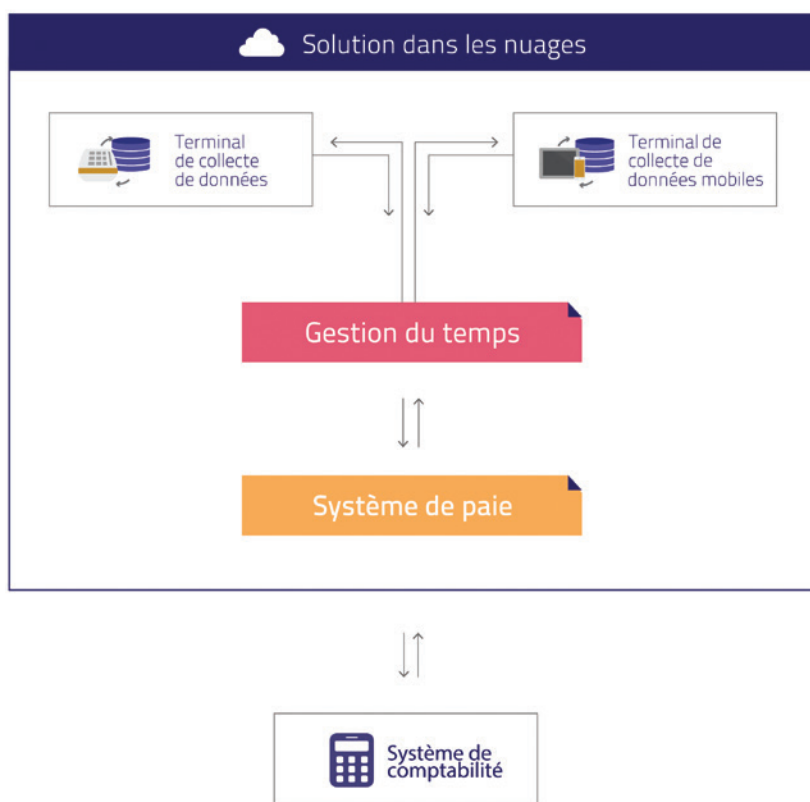 Solution dans les nuages
Terminal
de collecte
de données
Terminal de
collecte de
données mobiles
Gestion du temps
Système de paie
Système de
comptabilité